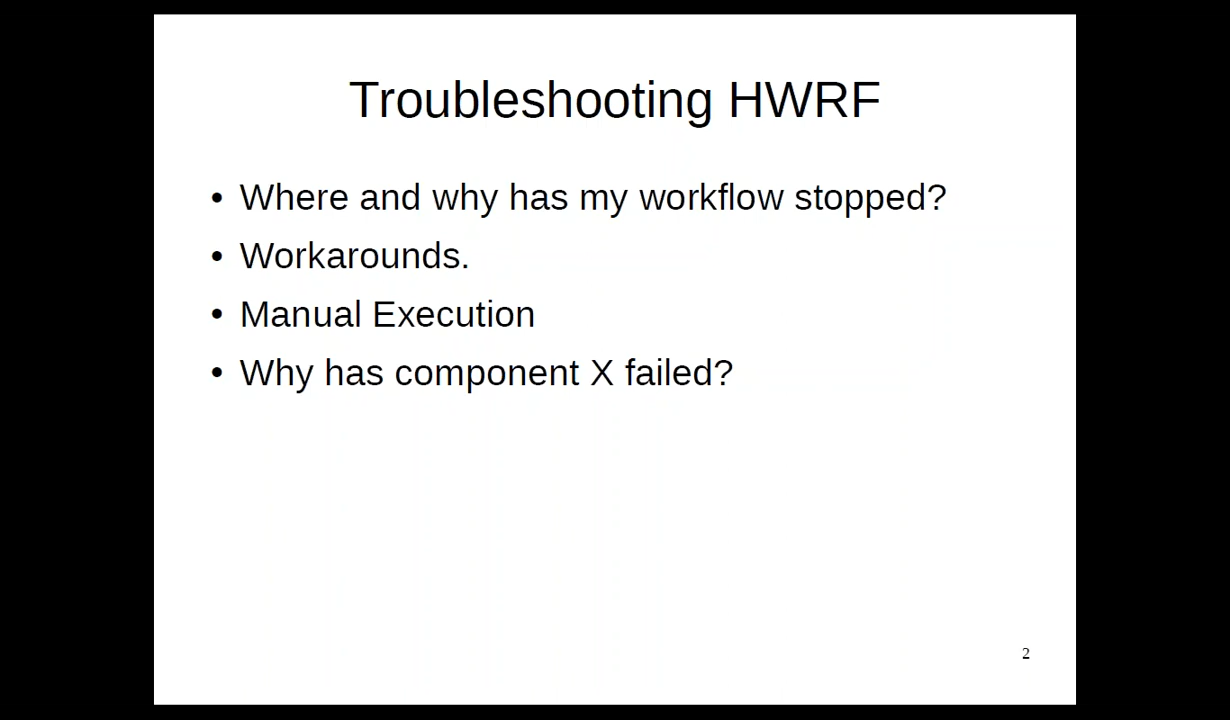 Troubleshooting HWRF
• Where and why has my workflow stopped?
• Workarounds.
• Manual Execution
• Why has component X failed?
2